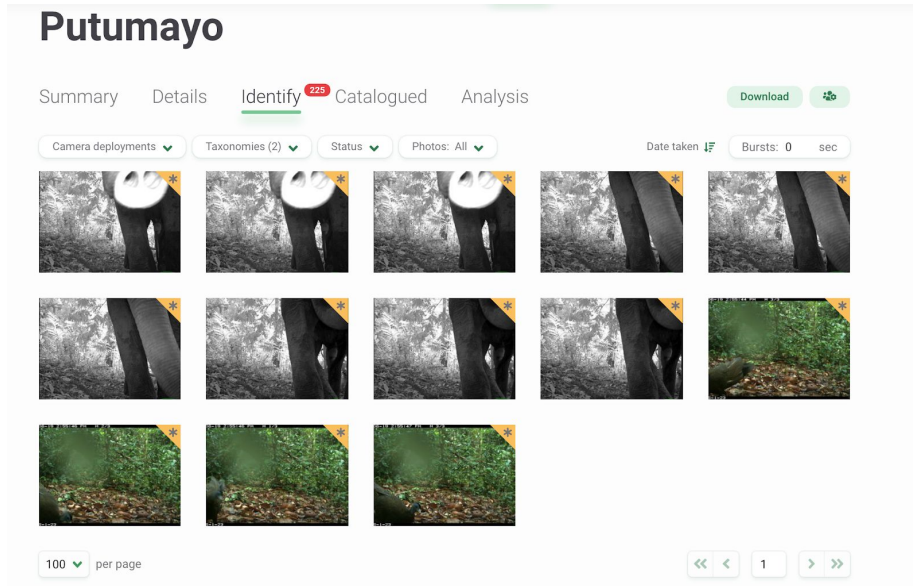 Putumayo
Summary Details Identify 225 Catalogued Analysis
Download
Camera deployments Taxonomies (2) Status Photos: All Date taken Bursts: 0 sec
100 per page
1